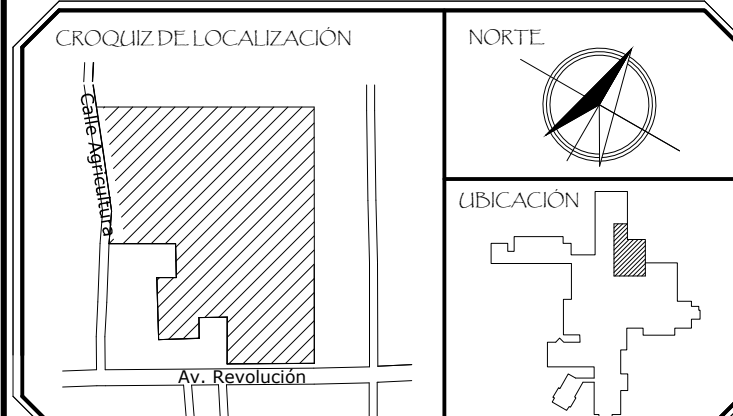 CROQUIZ DE LOCALIZACIÓN
NORTE
Calle Agricultura
UBICACIÓN
Av. Revolución